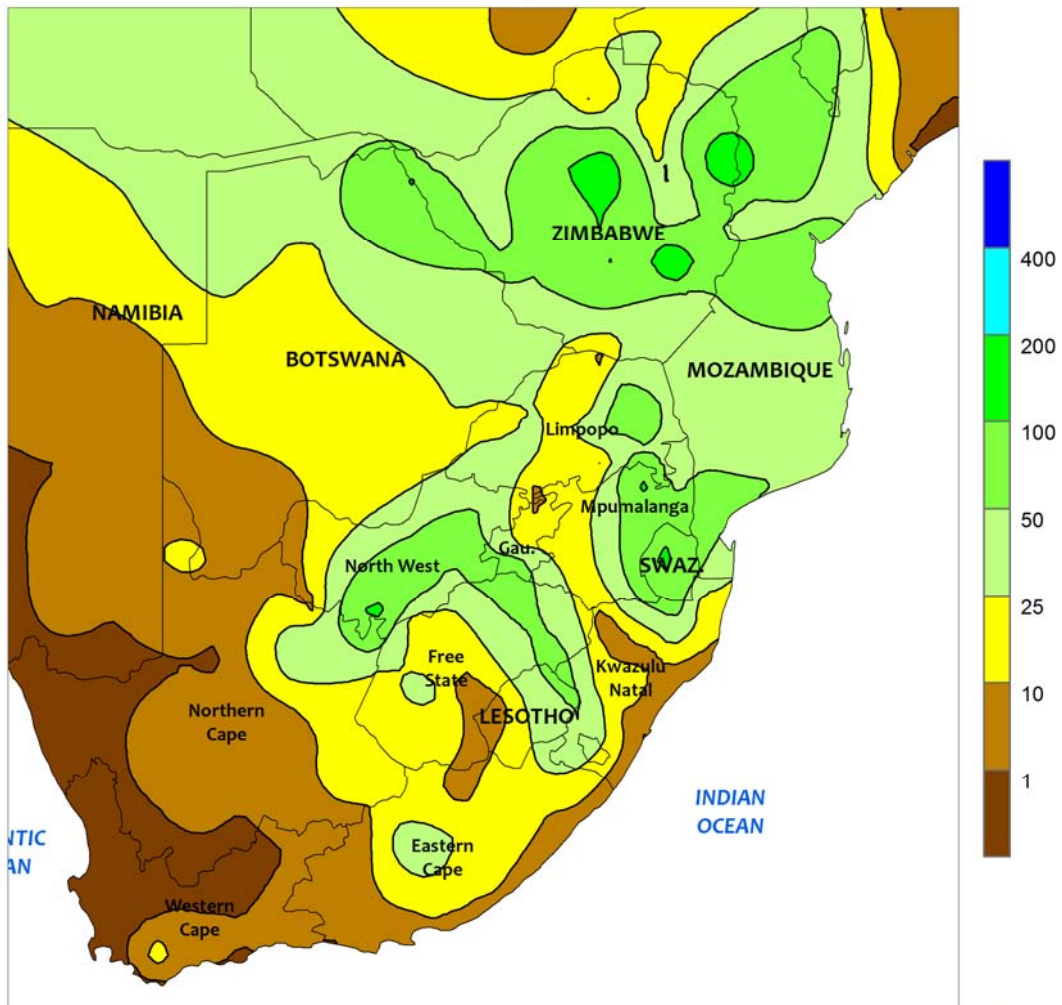 ZIMBABWE
NAMIBIA
BOTSWANA
MOZAMBIQUE
Limpopo
Mpumalanga
Gau.
North West
SWAZ.
Free
State
Kwazulu
Natal
Northern
Cape
LESOTHO
INDIAN
OCEAN
NTIC
AN
Eastern
Cape
Western
Cape
400
200
100
50
25
10
1